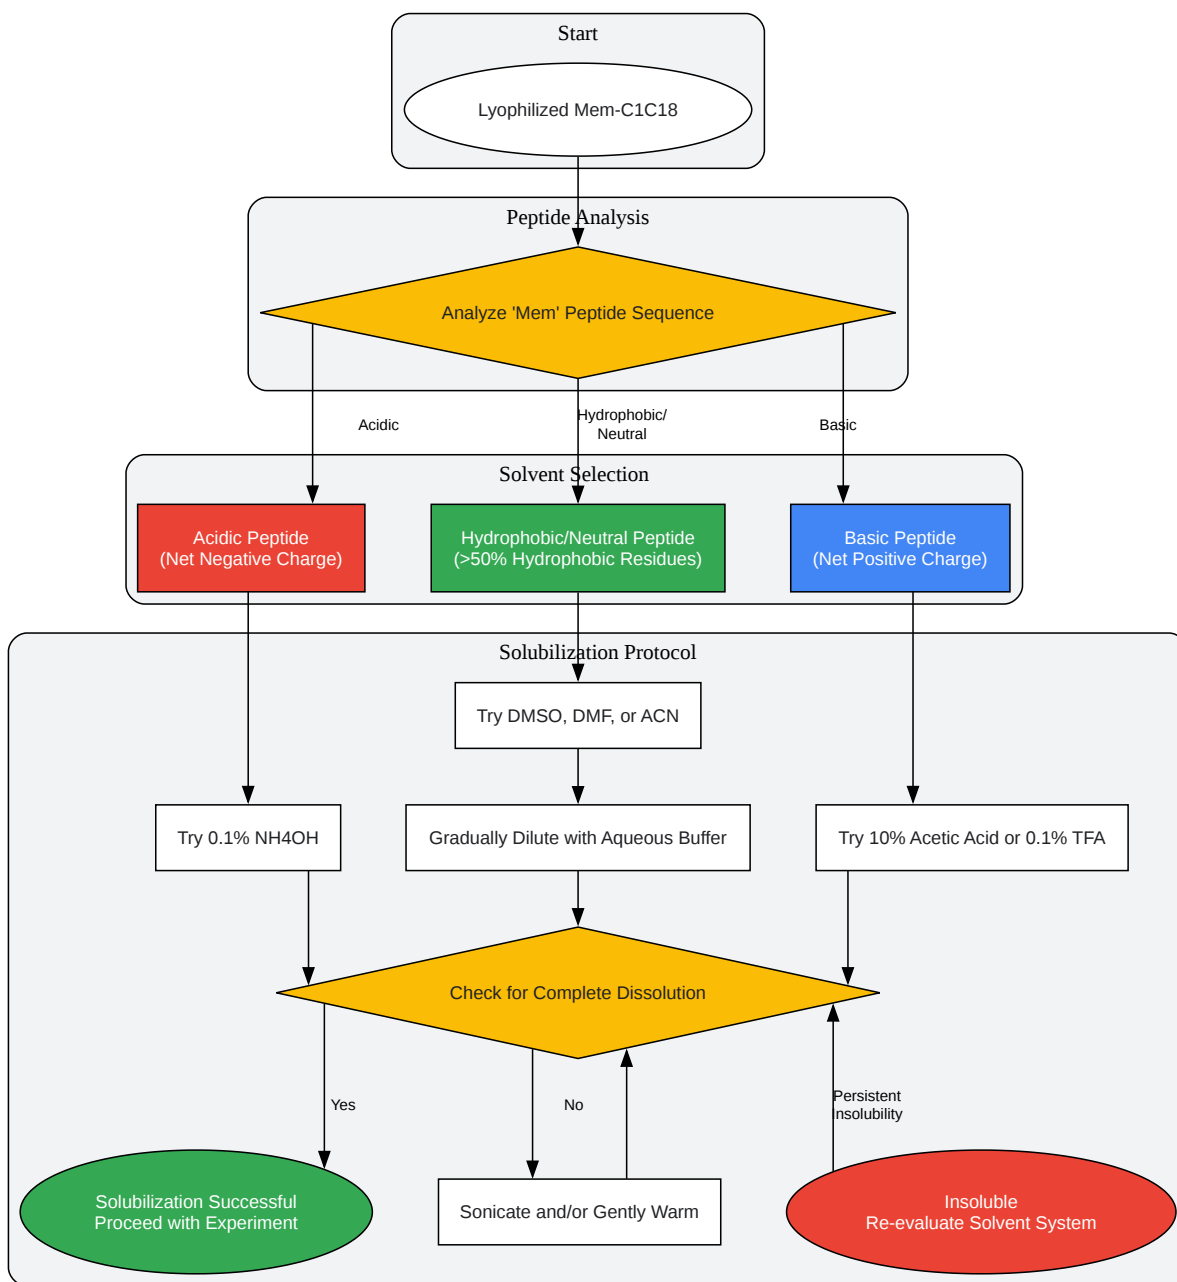 Start
Lyophilized Mem-C1C18
Peptide Analysis
Analyze 'Mem' Peptide Sequence
Acidic
Hydrophobic/
Neutral
Basic
Solvent Selection
Acidic Peptide
(Net Negative Charge)
Hydrophobic/Neutral Peptide
(>50% Hydrophobic Residues)
Basic Peptide
(Net Positive Charge)
Solubilization Protocol
Try DMSO, DMF, or ACN
Try 0.1% NH4OH
Gradually Dilute with Aqueous Buffer
Try 10% Acetic Acid or 0.1% TFA
Check for Complete Dissolution
Yes
No
Persistent
Insolubility
Solubilization Successful
Proceed with Experiment
Sonicate and/or Gently Warm
Insoluble
Re-evaluate Solvent System